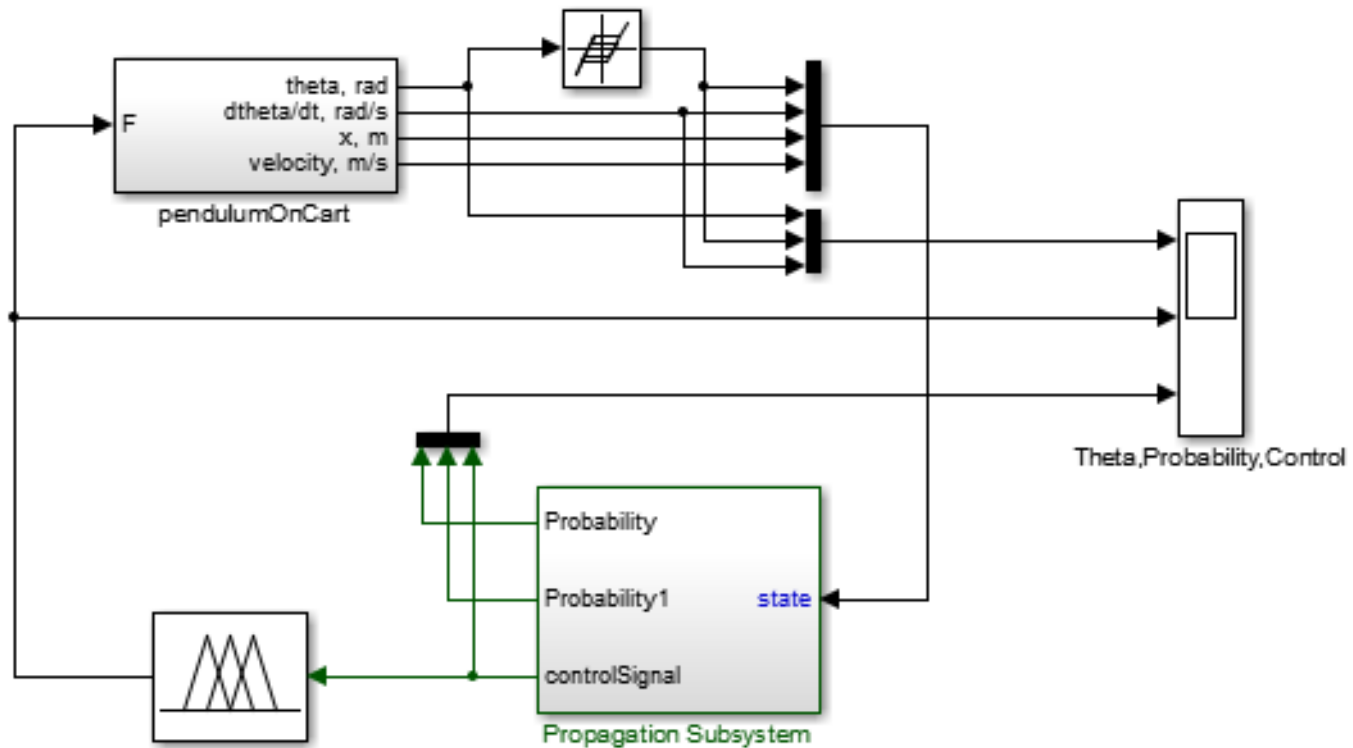 theta, rad
dtheta/dt, rad/s
x, m
velocity, m/s
F
pendulumOnCart
Theta,Probability,Control
Probability
Probability1
state
controlSignal
Propagation Subsystem